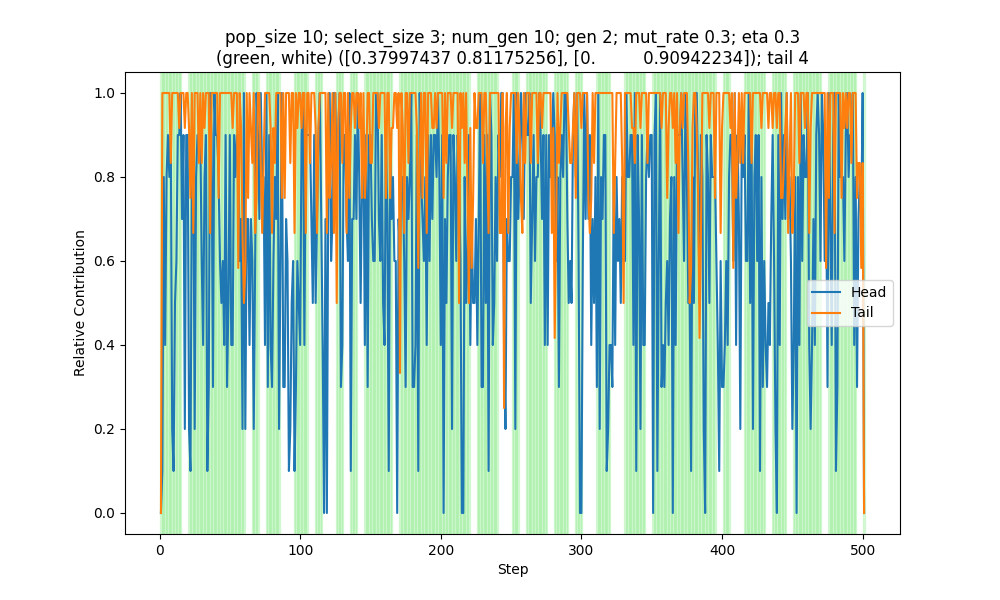 pop_size 10; select_size 3; num_gen 10; gen 2; mut_rate 0.3; eta 0.3
(green, white) ([0.37997437 0.81175256], [0.         0.90942234]); tail 4
Relative Contribution
1.0
0.8
0.6
0.4
0.2
0.0
Head
Tail
0 100 200 300 400 500
Step